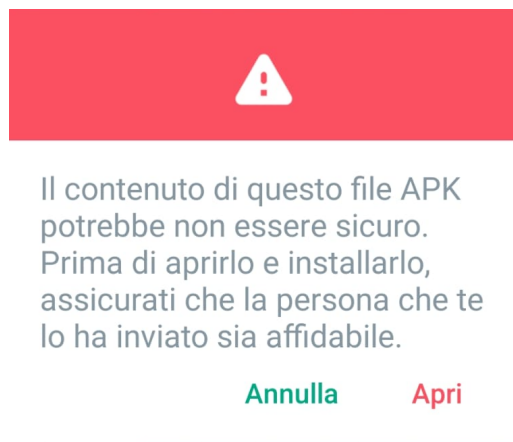 Il contenuto di questo file APK
potrebbe non essere sicuro.
Prima di aprirlo e installarlo,
assicurati che la persona che te
lo ha inviato sia affidabile.
Annulla Apri